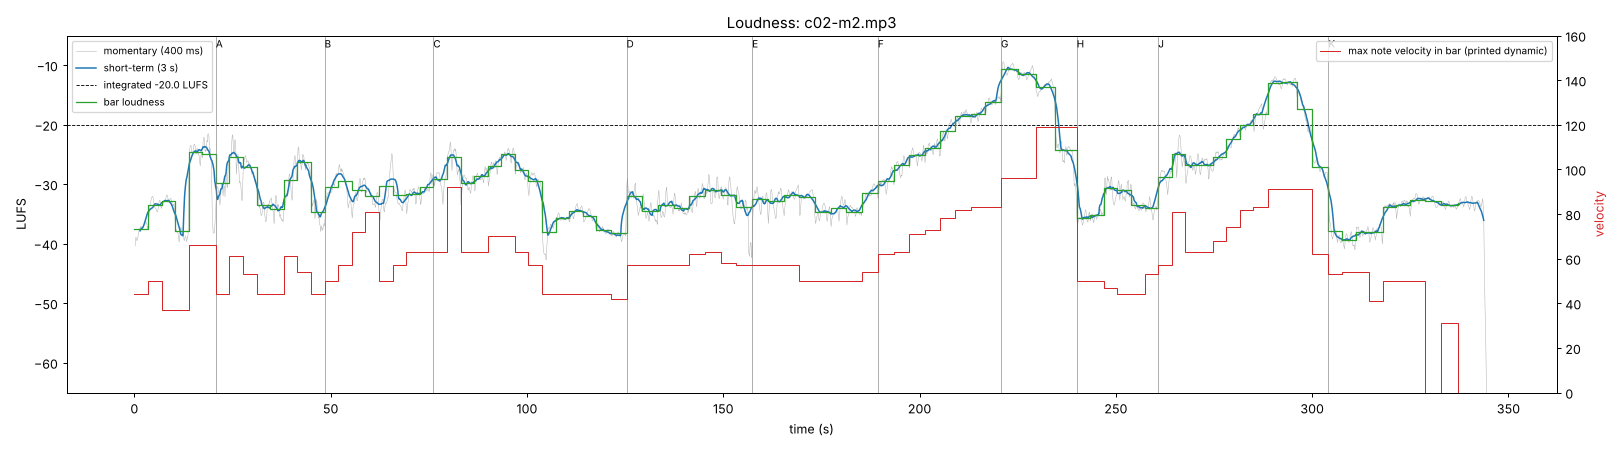 Loudness: c02-m2.mp3
momentary (400 ms)
short-term (3 s)
integrated -20.0 LUFS
bar loudness
A B C D E F G H J K
max note velocity in bar (printed dynamic)
−10
−20
−30
−40
−50
−60
LUFS
160
140
120
100
80
60
40
20
0
velocity
0 50 100 150 200 250 300 350
time (s)